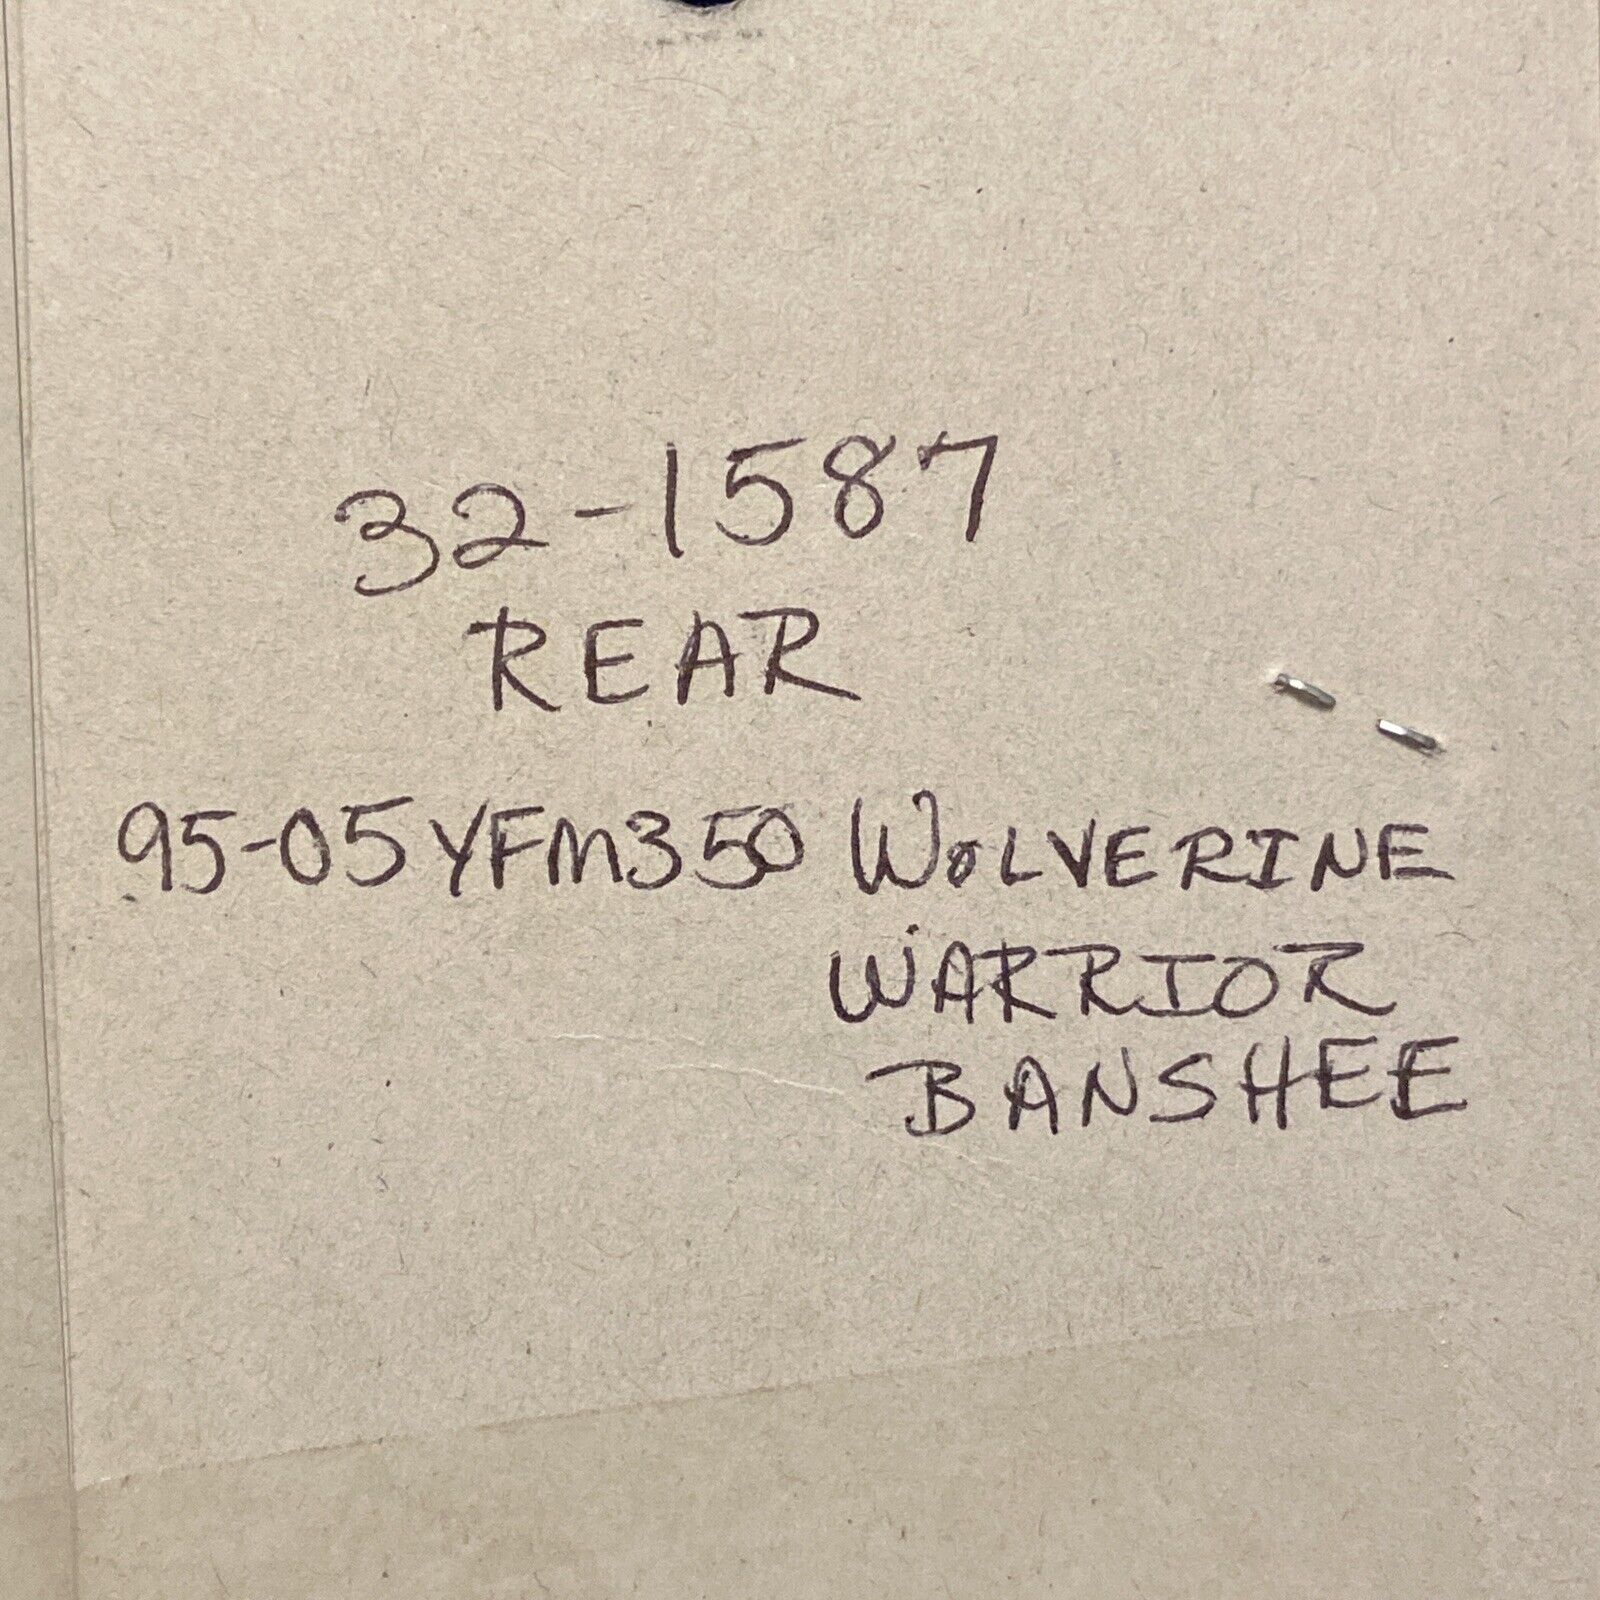 32-1587
REAR
95-05 YFM350 WOLVERINE
WARRIOR
BANSHEE